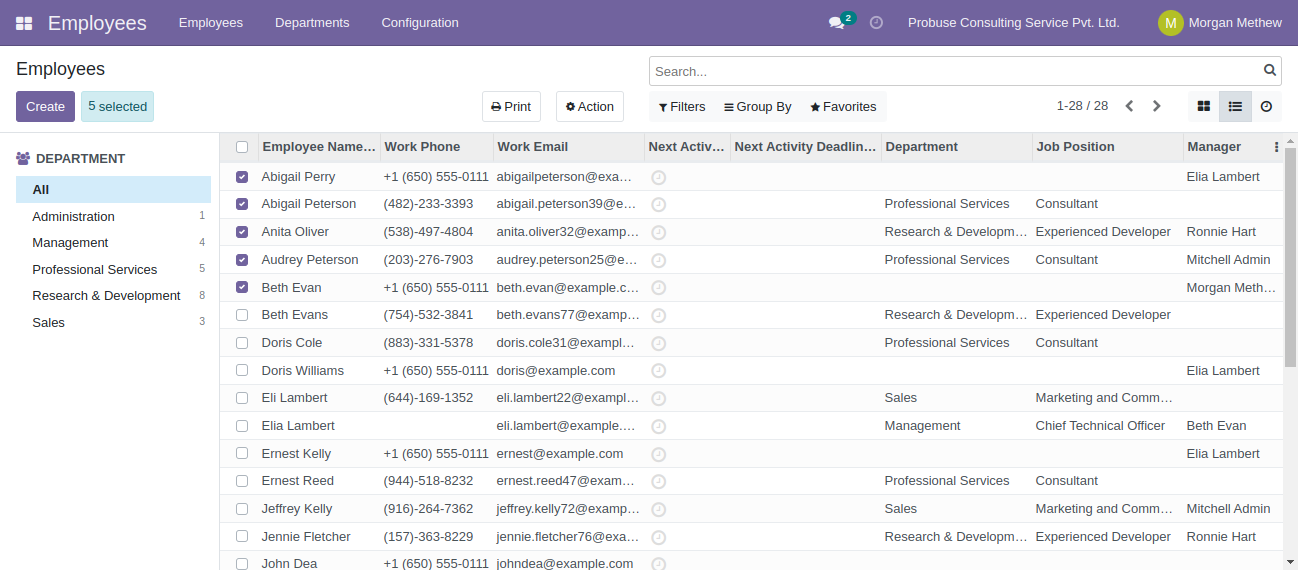 Employees Employees Departments Configuration 2 Probuse Consulting Service Pvt. Ltd. M Morgan Methew
Employees Search...
Create 5 selected Print Action Filters Group By Favorites 1-28 / 28
DEPARTMENT
All
Administration 1
Management 4
Professional Services 5
Research & Development 8
Sales 3
Employee Name... Work Phone Work Email Next Activ... Next Activity Deadlin... Department Job Position Manager
Abigail Perry +1 (650) 555-0111 abigailpeterson@exa... Elia Lambert
Abigail Peterson (482)-233-3393 abigail.peterson39@e... Professional Services Consultant
Anita Oliver (538)-497-4804 anita.oliver32@examp... Research & Developm... Experienced Developer Ronnie Hart
Audrey Peterson (203)-276-7903 audrey.peterson25@e... Professional Services Consultant Mitchell Admin
Beth Evan +1 (650) 555-0111 beth.evan@example.c... Morgan Meth...
Beth Evans (754)-532-3841 beth.evans77@examp... Research & Developm... Experienced Developer
Doris Cole (883)-331-5378 doris.cole31@exampl... Professional Services Consultant
Doris Williams +1 (650) 555-0111 doris@example.com Elia Lambert
Eli Lambert (644)-169-1352 eli.lambert22@exampl... Sales Marketing and Comm...
Elia Lambert eli.lambert@example.... Management Chief Technical Officer Beth Evan
Ernest Kelly +1 (650) 555-0111 ernest@example.com Elia Lambert
Ernest Reed (944)-518-8232 ernest.reed47@exam... Professional Services Consultant
Jeffrey Kelly (916)-264-7362 jeffrey.kelly72@examp... Sales Marketing and Comm... Mitchell Admin
Jennie Fletcher (157)-363-8229 jennie.fletcher76@exa... Research & Developm... Experienced Developer Ronnie Hart
John Dea +1 (650) 555-0111 johndea@example.com